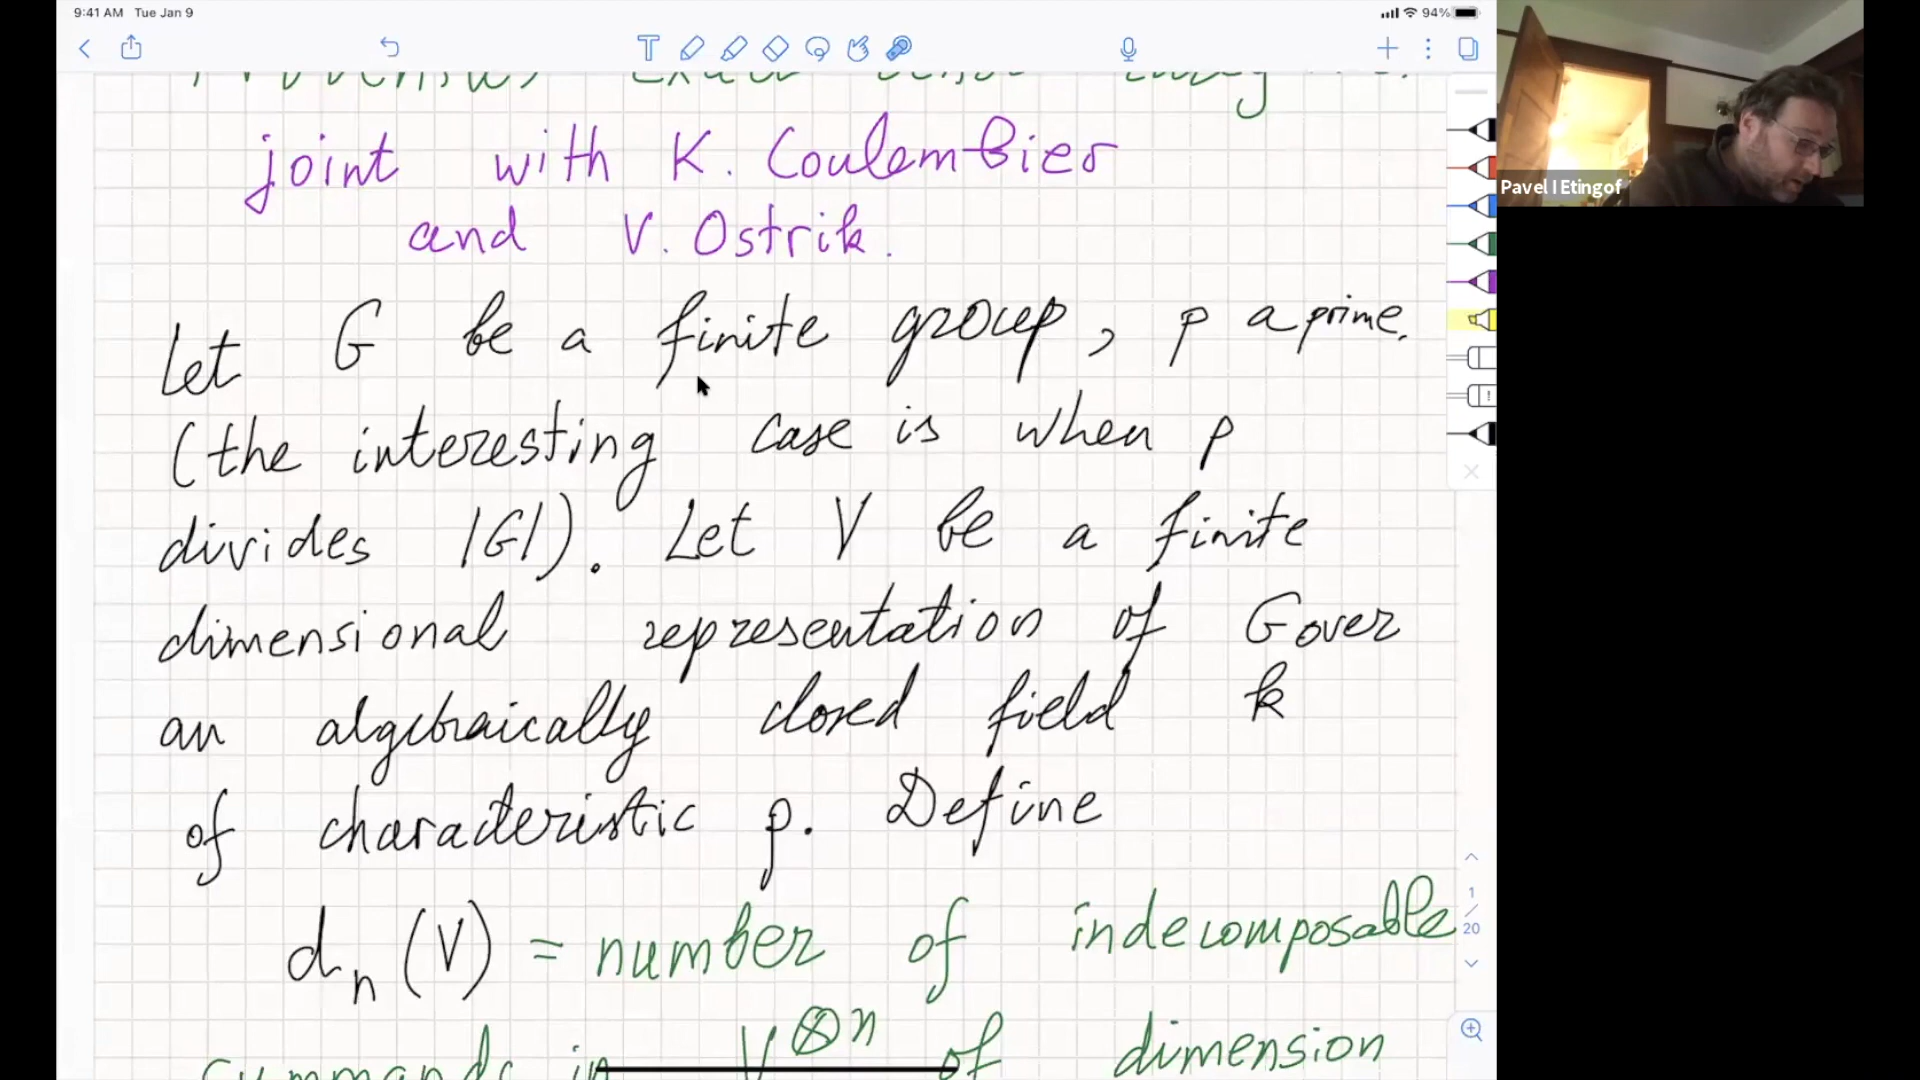 9:41 AM Tue Jan 9
94%
joint with K. Coulembier
and V. Ostrik.
Let G be a finite group, p a prime.
(the interesting case is when p
divides |G|). Let V be a finite
dimensional representation of G over
an algebraically closed field k
of characteristic p. Define
d_n (V) = number of indecomposable
in V^{⊗n} of dimension
1 / 20
Pavel I Etingof